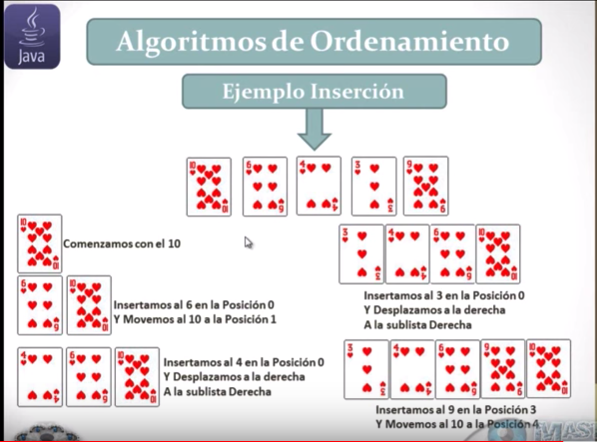 Java
Algoritmos de Ordenamiento
Ejemplo Inserción
10 6 4 3 9
10
Comenzamos con el 10
6 10
Insertamos al 6 en la Posición 0
Y Movemos al 10 a la Posición 1
4 6 10
Insertamos al 4 en la Posición 0
Y Desplazamos a la derecha
A la sublista Derecha
3 4 6 10
Insertamos al 3 en la Posición 0
Y Desplazamos a la derecha
A la sublista Derecha
3 4 6 9 10
Insertamos al 9 en la Posición 3
Y Movemos al 10 a la Posición 4